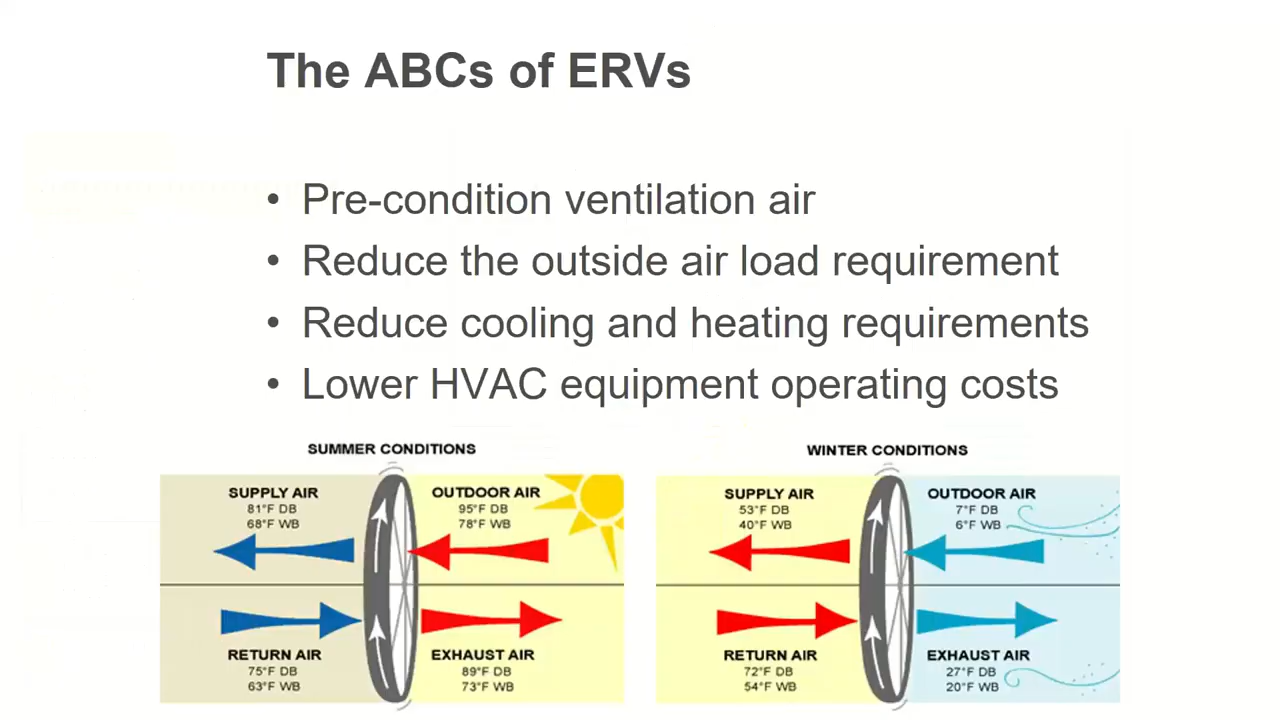 The ABCs of ERVs
• Pre-condition ventilation air
• Reduce the outside air load requirement
• Reduce cooling and heating requirements
• Lower HVAC equipment operating costs
SUMMER CONDITIONS
SUPPLY AIR
81°F DB
68°F WB
OUTDOOR AIR
95°F DB
78°F WB
RETURN AIR
75°F DB
63°F WB
EXHAUST AIR
89°F DB
73°F WB
WINTER CONDITIONS
SUPPLY AIR
53°F DB
40°F WB
OUTDOOR AIR
7°F DB
6°F WB
RETURN AIR
72°F DB
54°F WB
EXHAUST AIR
27°F DB
20°F WB